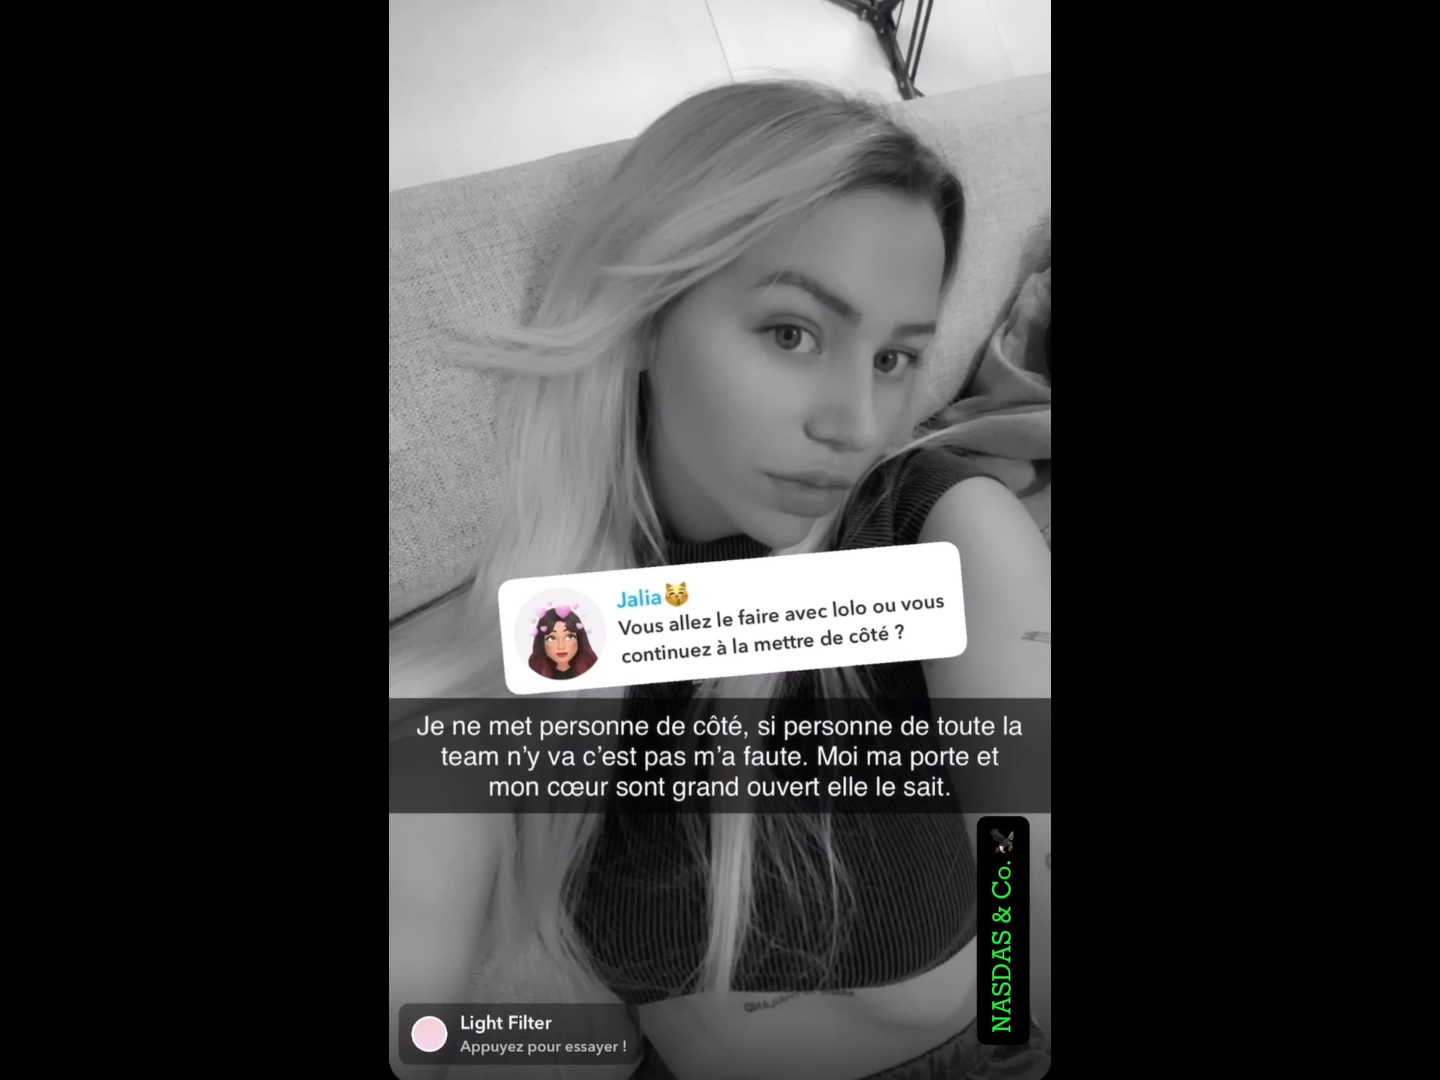 Jalia😽
Vous allez le faire avec lolo ou vous
continuez à la mettre de côté ?
Je ne met personne de côté, si personne de toute la
team n’y va c’est pas m’a faute. Moi ma porte et
mon cœur sont grand ouvert elle le sait.
NASDAS & Co.
Light Filter
Appuyez pour essayer !